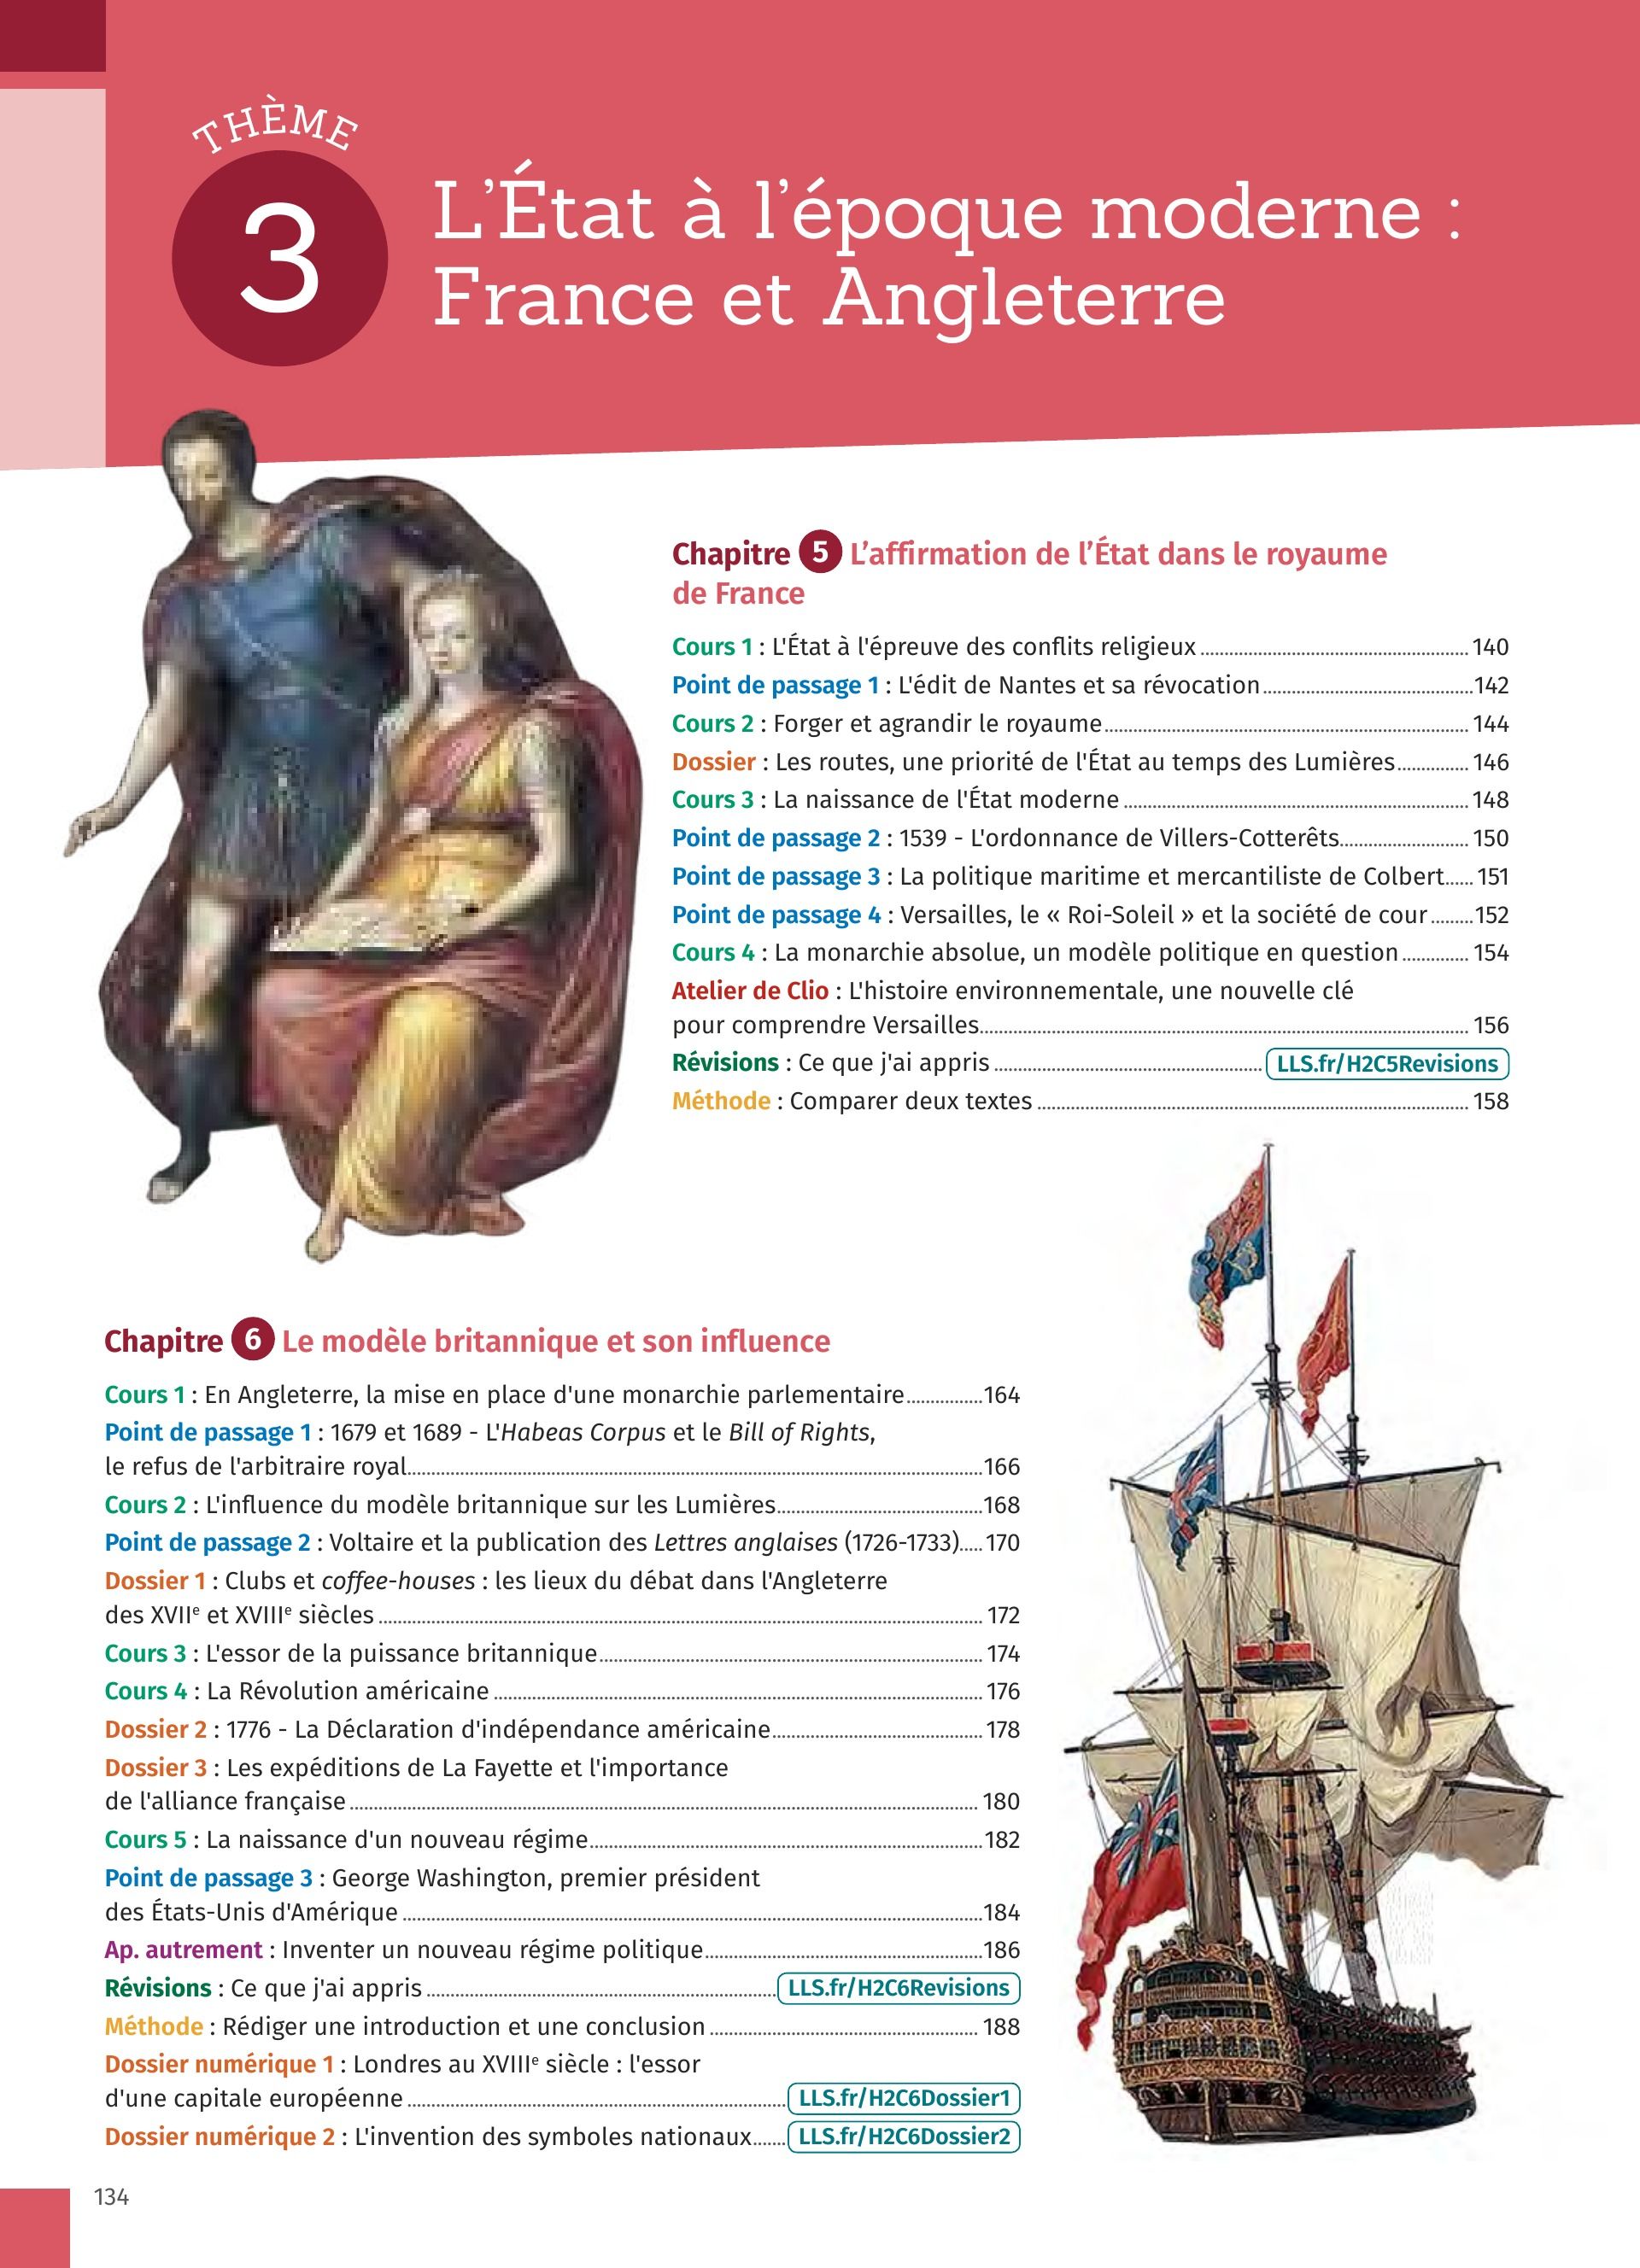 THÈME
3
L'État à l'époque moderne :
France et Angleterre
Chapitre 5 L'affirmation de l'État dans le royaume
de France
Cours 1 : L'État à l'épreuve des conflits religieux 140
Point de passage 1 : L'édit de Nantes et sa révocation 142
Cours 2 : Forger et agrandir le royaume 144
Dossier : Les routes, une priorité de l'État au temps des Lumières 146
Cours 3 : La naissance de l'État moderne 148
Point de passage 2 : 1539 - L'ordonnance de Villers-Cotterêts 150
Point de passage 3 : La politique maritime et mercantiliste de Colbert 151
Point de passage 4 : Versailles, le « Roi-Soleil » et la société de cour 152
Cours 4 : La monarchie absolue, un modèle politique en question 154
Atelier de Clio : L'histoire environnementale, une nouvelle clé
pour comprendre Versailles 156
Révisions : Ce que j'ai appris LLS.fr/H2C5Revisions
Méthode : Comparer deux textes 158
Chapitre 6 Le modèle britannique et son influence
Cours 1 : En Angleterre, la mise en place d'une monarchie parlementaire 164
Point de passage 1 : 1679 et 1689 - L'Habeas Corpus et le Bill of Rights,
le refus de l'arbitraire royal 166
Cours 2 : L'influence du modèle britannique sur les Lumières 168
Point de passage 2 : Voltaire et la publication des Lettres anglaises (1726-1733) 170
Dossier 1 : Clubs et coffee-houses : les lieux du débat dans l'Angleterre
des XVIIe et XVIIIe siècles 172
Cours 3 : L'essor de la puissance britannique 174
Cours 4 : La Révolution américaine 176
Dossier 2 : 1776 - La Déclaration d'indépendance américaine 178
Dossier 3 : Les expéditions de La Fayette et l'importance
de l'alliance française 180
Cours 5 : La naissance d'un nouveau régime 182
Point de passage 3 : George Washington, premier président
des États-Unis d'Amérique 184
Ap. autrement : Inventer un nouveau régime politique 186
Révisions : Ce que j'ai appris LLS.fr/H2C6Revisions
Méthode : Rédiger une introduction et une conclusion 188
Dossier numérique 1 : Londres au XVIIIe siècle : l'essor
d'une capitale européenne LLS.fr/H2C6Dossier1
Dossier numérique 2 : L'invention des symboles nationaux LLS.fr/H2C6Dossier2
134